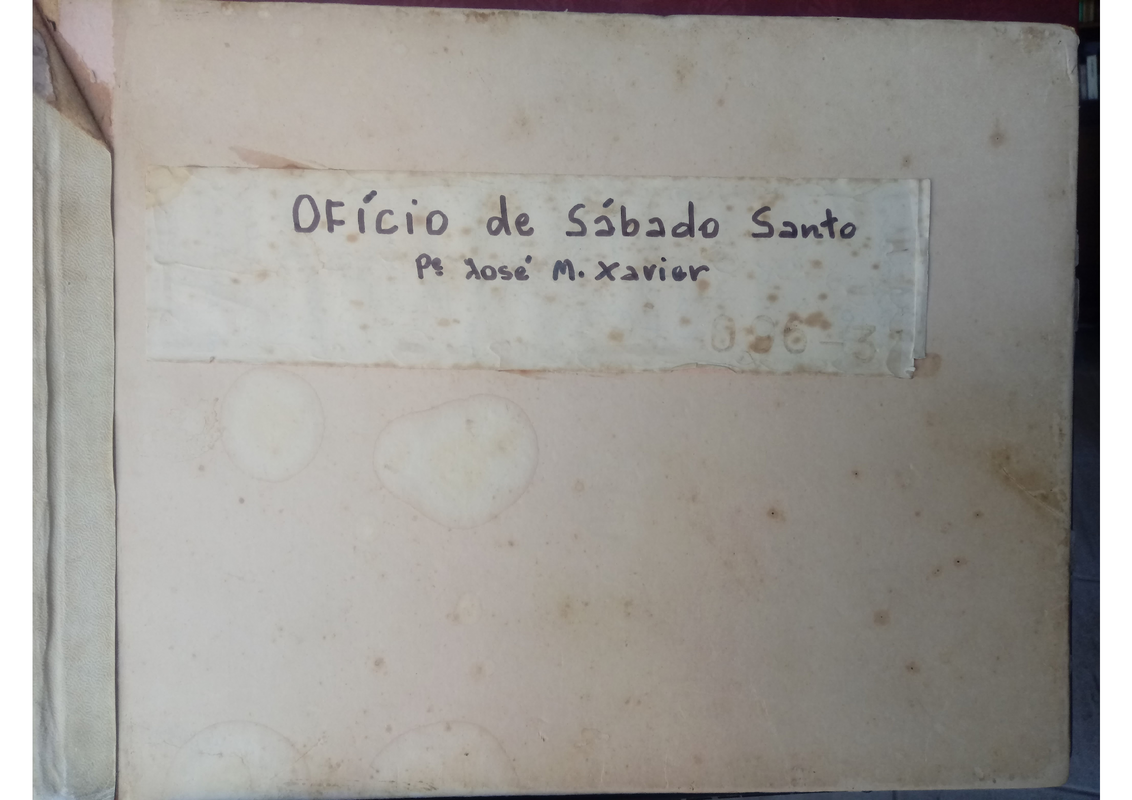 OFício de Sábado Santo
Pe José M. Xavier